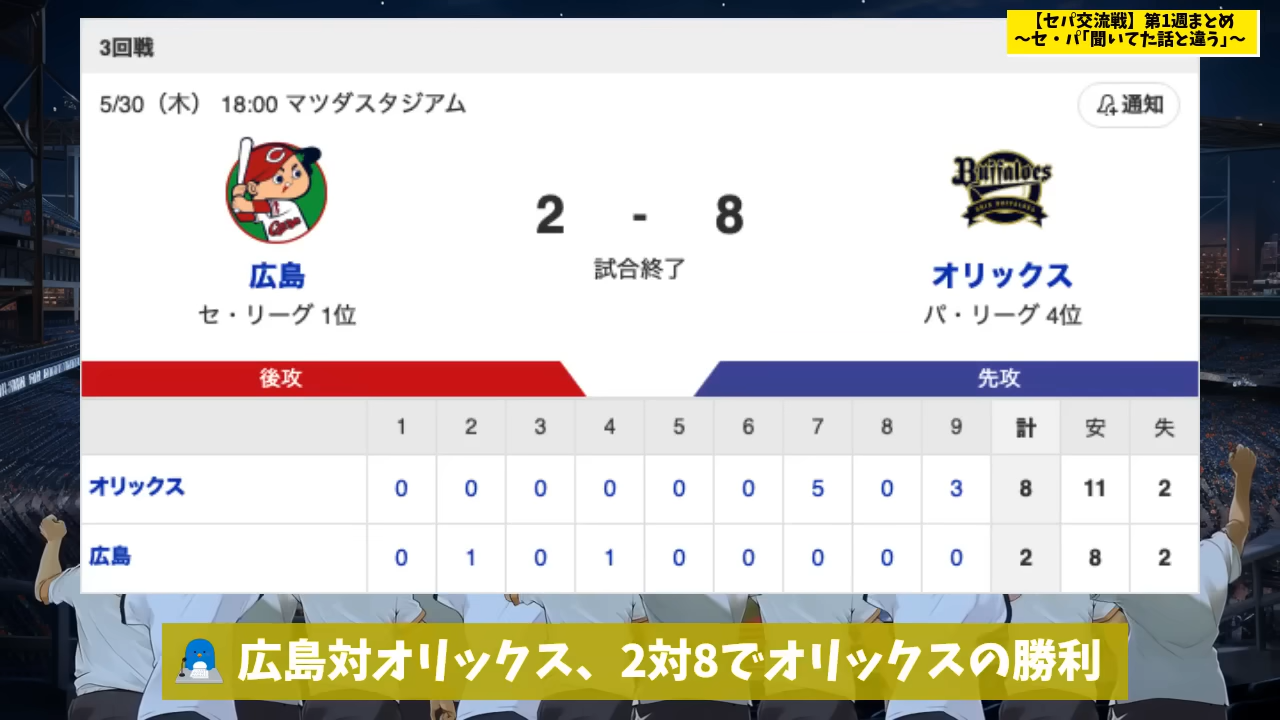 【セパ交流戦】第1週まとめ
〜セ・パ「聞いてた話と違う」〜
3回戦
5/30（木） 18:00 マツダスタジアム
通知
C
Carp
Buffaloes
2 - 8
試合終了
広島
オリックス
セ・リーグ 1位
パ・リーグ 4位
後攻
先攻
1 2 3 4 5 6 7 8 9 計 安 失
オリックス 0 0 0 0 0 0 5 0 3 8 11 2
広島 0 1 0 1 0 0 0 0 0 2 8 2
広島対オリックス、2対8でオリックスの勝利